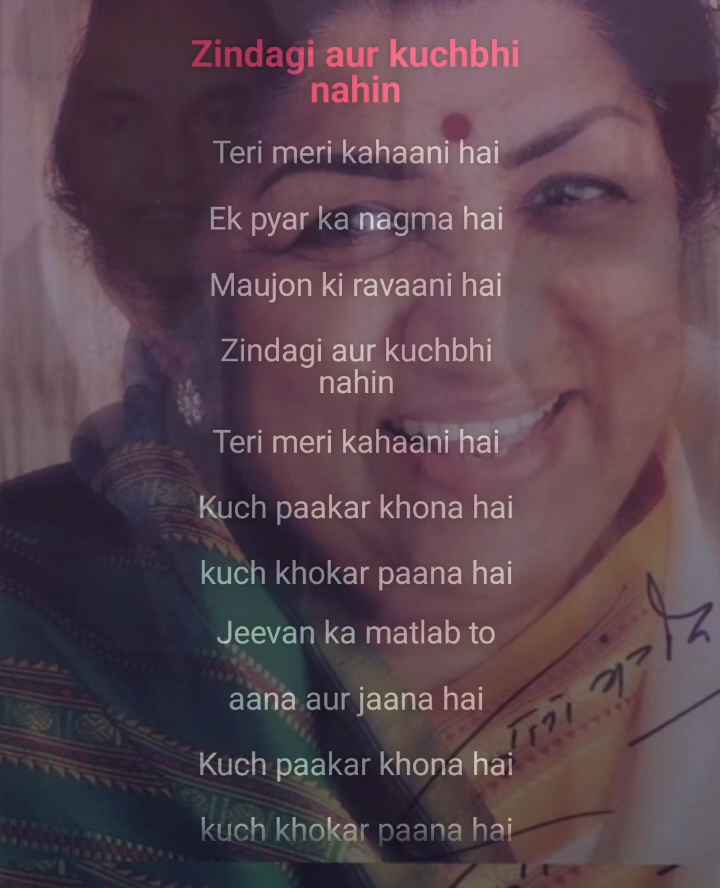 Zindagi aur kuchbhi
nahin
Teri meri kahaani hai
Ek pyar ka nagma hai
Maujon ki ravaani hai
Zindagi aur kuchbhi
nahin
Teri meri kahaani hai
Kuch paakar khona hai
kuch khokar paana hai
Jeevan ka matlab to
aana aur jaana hai
Kuch paakar khona hai
kuch khokar paana hai